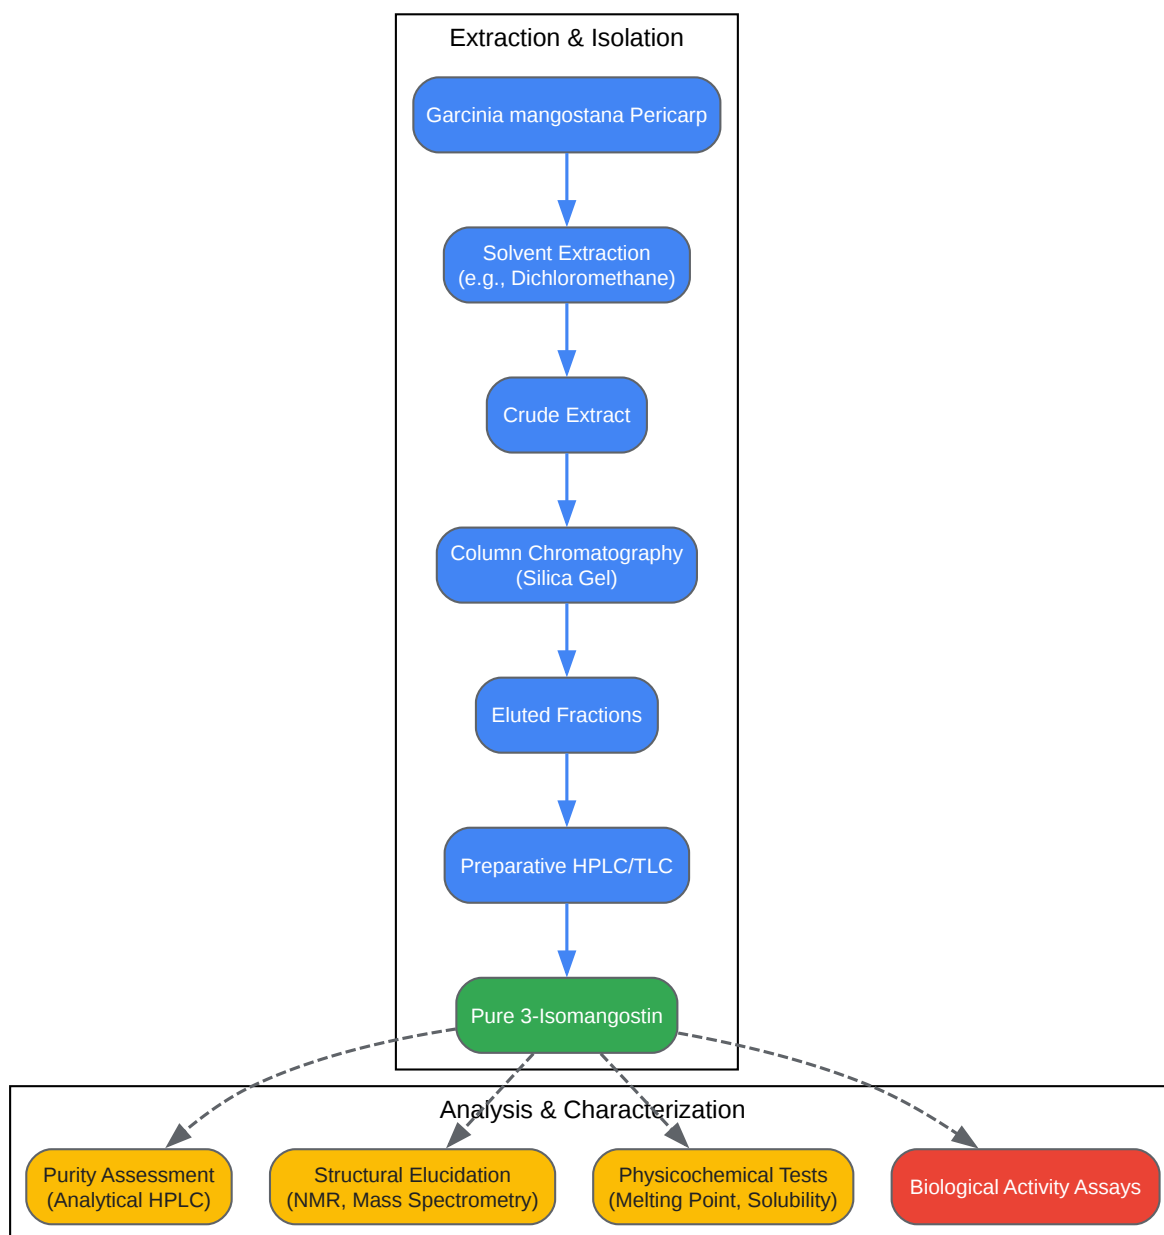 Extraction & Isolation
Garcinia mangostana Pericarp
Solvent Extraction
(e.g., Dichloromethane)
Crude Extract
Column Chromatography
(Silica Gel)
Eluted Fractions
Preparative HPLC/TLC
Pure 3-Isomangostin
Analysis & Characterization
Purity Assessment
(Analytical HPLC)
Structural Elucidation
(NMR, Mass Spectrometry)
Physicochemical Tests
(Melting Point, Solubility)
Biological Activity Assays